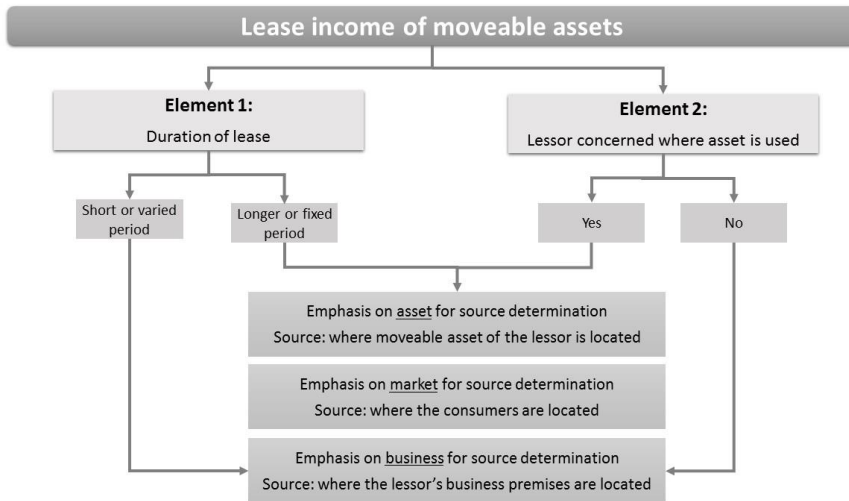 Lease income of moveable assets
Element 1:
Duration of lease
Element 2:
Lessor concerned where asset is used
Short or varied
period
Longer or fixed
period
Yes
No
Emphasis on asset for source determination
Source: where moveable asset of the lessor is located
Emphasis on market for source determination
Source: where the consumers are located
Emphasis on business for source determination
Source: where the lessor’s business premises are located